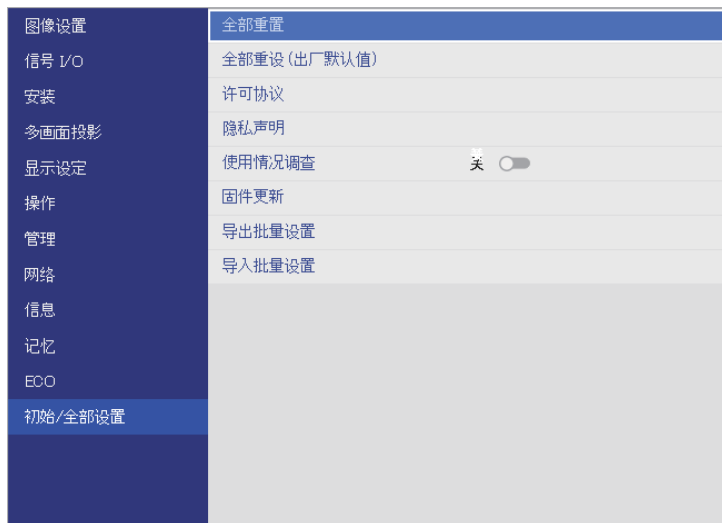 图像设置
信号 I/O
安装
多画面投影
显示设定
操作
管理
网络
信息
记忆
ECO
初始/全部设置
全部重置
全部重设(出厂默认值)
许可协议
隐私声明
使用情况调查 关
固件更新
导出批量设置
导入批量设置